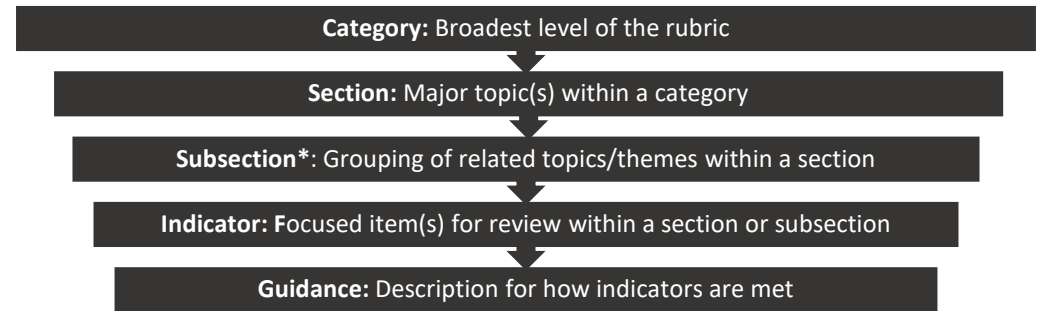 Category: Broadest level of the rubric
Section: Major topic(s) within a category
Subsection*: Grouping of related topics/themes within a section
Indicator: Focused item(s) for review within a section or subsection
Guidance: Description for how indicators are met